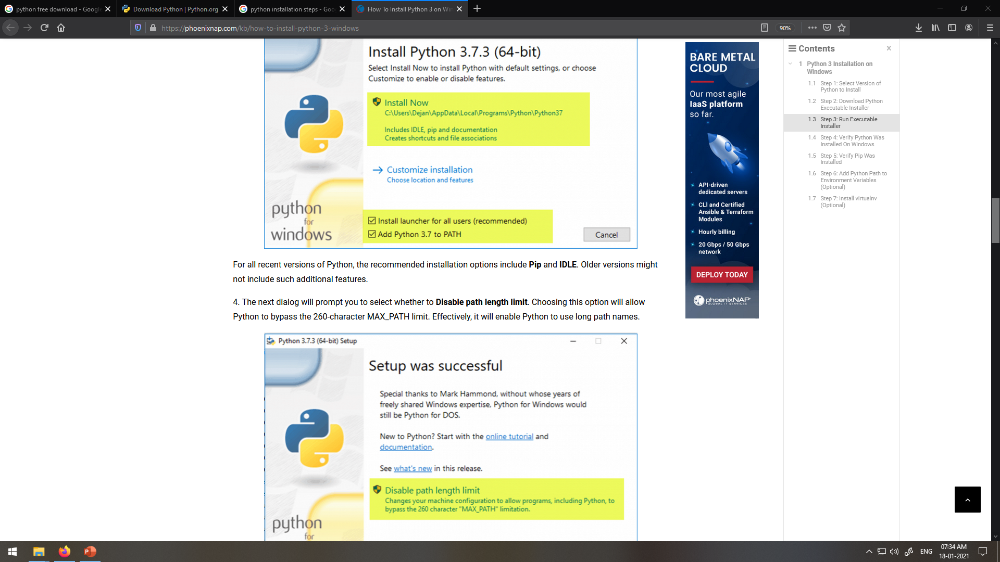 python free download - Google
Download Python | Python.org
python installation steps - Goo
How To Install Python 3 on Win
https://phoenixnap.com/kb/how-to-install-python-3-windows
90%
Install Python 3.7.3 (64-bit)
Select Install Now to install Python with default settings, or choose
Customize to enable or disable features.
Install Now
C:\Users\Dejan\AppData\Local\Programs\Python\Python37
Includes IDLE, pip and documentation
Creates shortcuts and file associations
Customize installation
Choose location and features
python
for
windows
Install launcher for all users (recommended)
Add Python 3.7 to PATH
Cancel
For all recent versions of Python, the recommended installation options include Pip and IDLE. Older versions might
not include such additional features.
4. The next dialog will prompt you to select whether to Disable path length limit. Choosing this option will allow
Python to bypass the 260-character MAX_PATH limit. Effectively, it will enable Python to use long path names.
Python 3.7.3 (64-bit) Setup
Setup was successful
Special thanks to Mark Hammond, without whose years of
freely shared Windows expertise, Python for Windows would
still be Python for DOS.
New to Python? Start with the online tutorial and
documentation.
See what's new in this release.
Disable path length limit
Changes your machine configuration to allow programs, including Python, to
bypass the 260 character "MAX_PATH" limitation.
python
for
BARE METAL
CLOUD
Our most agile
IaaS platform
so far.
API-driven
dedicated servers
CLI and Certified
Ansible & Terraform
Modules
Hourly billing
20 Gbps / 50 Gbps
network
DEPLOY TODAY
phoenixNAP
GLOBAL IT SERVICES
Contents
1 Python 3 Installation on
Windows
1.1 Step 1: Select Version of
Python to Install
1.2 Step 2: Download Python
Executable Installer
1.3 Step 3: Run Executable
Installer
1.4 Step 4: Verify Python Was
Installed On Windows
1.5 Step 5: Verify Pip Was
Installed
1.6 Step 6: Add Python Path to
Environment Variables
(Optional)
1.7 Step 7: Install virtualnv
(Optional)
ENG
07:34 AM
18-01-2021